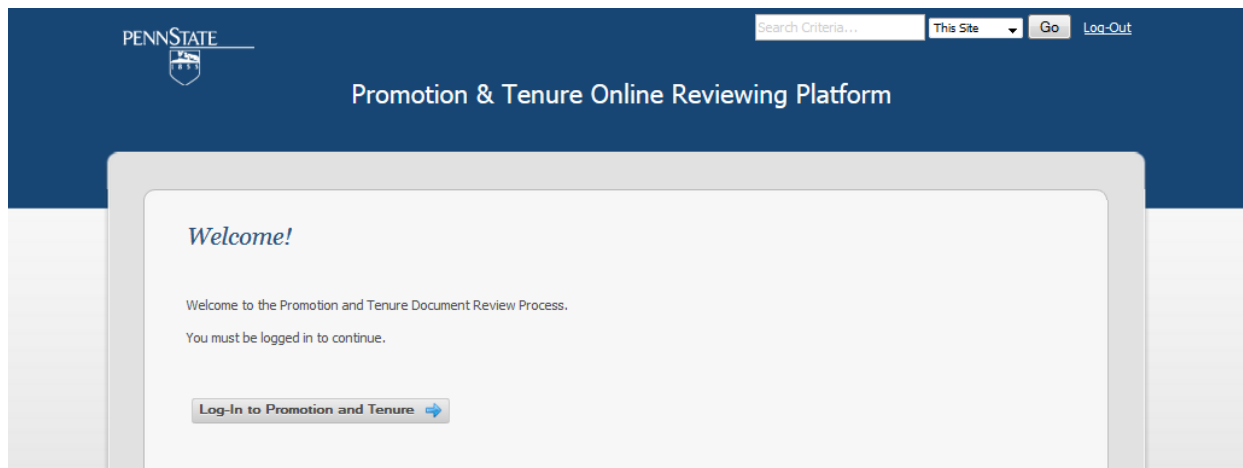 PENNSTATE
1855
Search Criteria...
This Site
Go
Log-Out
Promotion & Tenure Online Reviewing Platform
Welcome!
Welcome to the Promotion and Tenure Document Review Process.
You must be logged in to continue.
Log-In to Promotion and Tenure